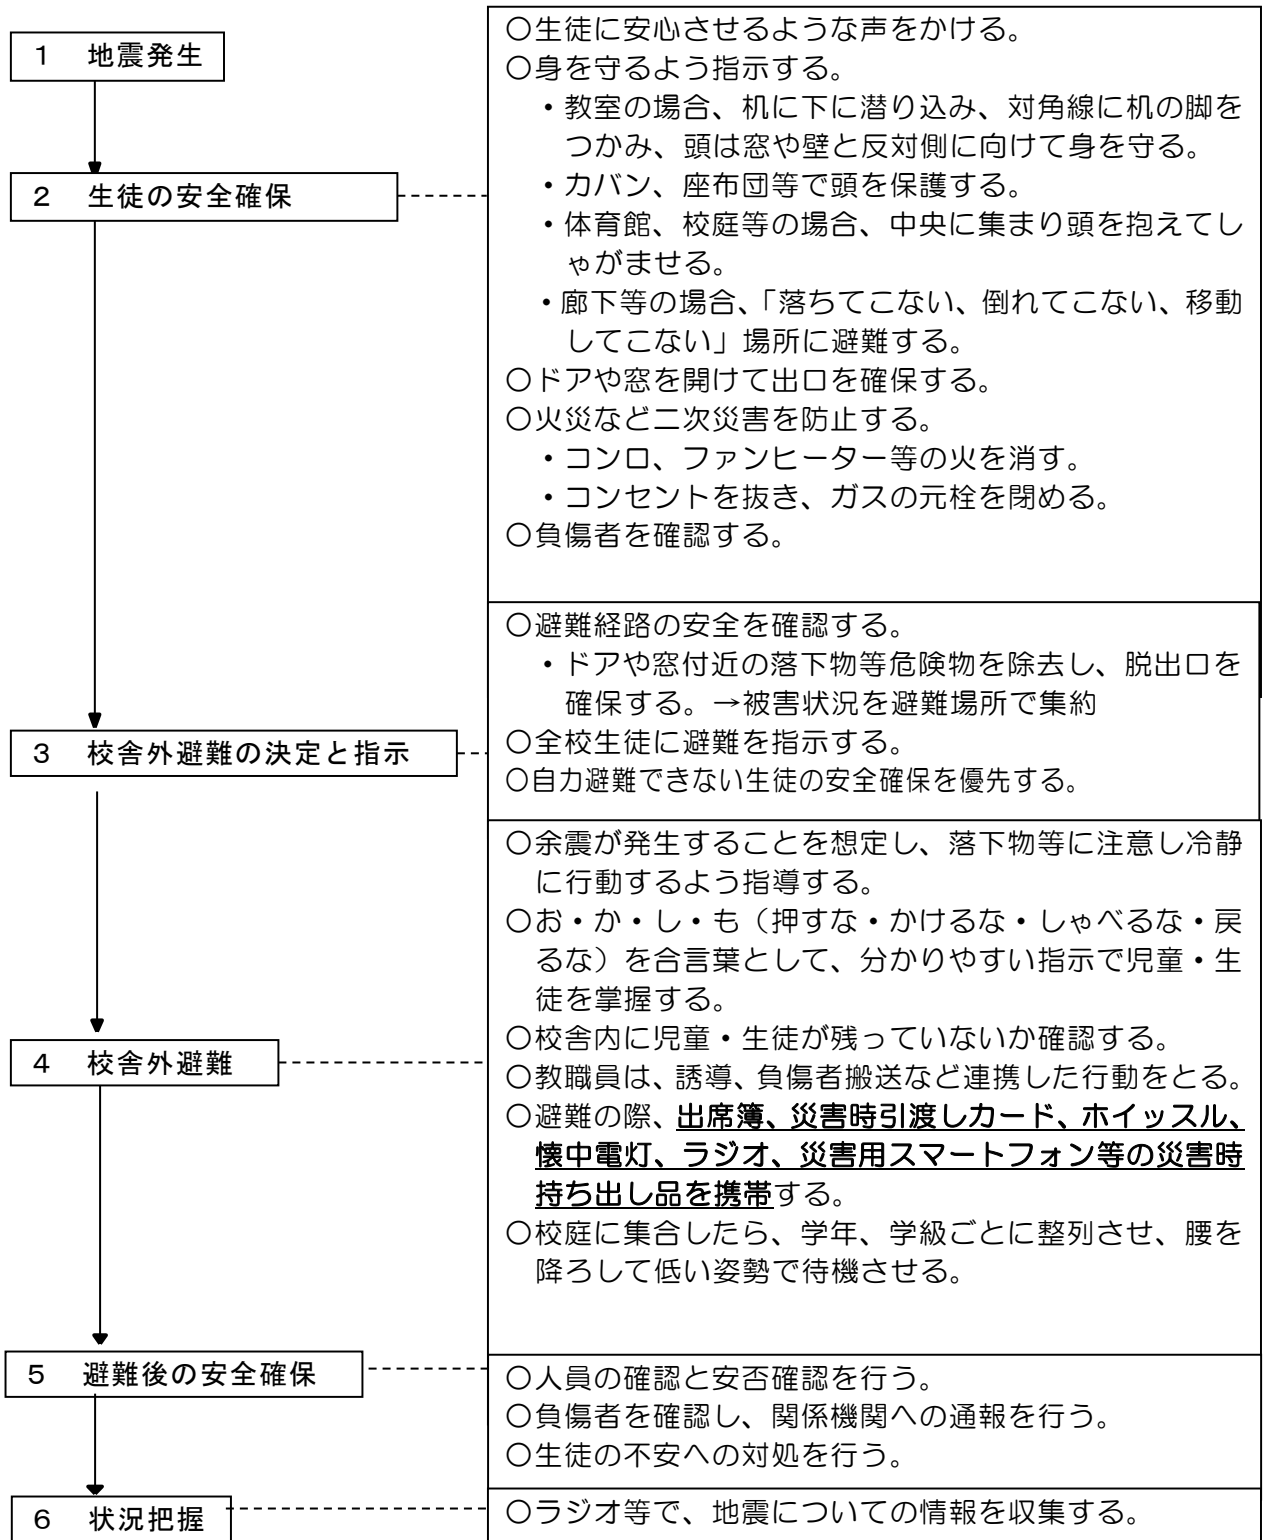 １　地震発生
２　生徒の安全確保
○生徒に安心させるような声をかける。
○身を守るよう指示する。
・教室の場合、机に下に潜り込み、対角線に机の脚を
つかみ、頭は窓や壁と反対側に向けて身を守る。
・カバン、座布団等で頭を保護する。
・体育館、校庭等の場合、中央に集まり頭を抱えてし
ゃがませる。
・廊下等の場合、「落ちてこない、倒れてこない、移動
してこない」場所に避難する。
○ドアや窓を開けて出口を確保する。
○火災など二次災害を防止する。
・コンロ、ファンヒーター等の火を消す。
・コンセントを抜き、ガスの元栓を閉める。
○負傷者を確認する。
３　校舎外避難の決定と指示
○避難経路の安全を確認する。
・ドアや窓付近の落下物等危険物を除去し、脱出口を
確保する。→被害状況を避難場所で集約
○全校生徒に避難を指示する。
○自力避難できない生徒の安全確保を優先する。
４　校舎外避難
○余震が発生することを想定し、落下物等に注意し冷静
に行動するよう指導する。
○お・か・し・も（押すな・かけるな・しゃべるな・戻
るな）を合言葉として、分かりやすい指示で児童・生
徒を掌握する。
○校舎内に児童・生徒が残っていないか確認する。
○教職員は、誘導、負傷者搬送など連携した行動をとる。
○避難の際、出席簿、災害時引渡しカード、ホイッスル、
懐中電灯、ラジオ、災害用スマートフォン等の災害時
持ち出し品を携帯する。
○校庭に集合したら、学年、学級ごとに整列させ、腰を
降ろして低い姿勢で待機させる。
５　避難後の安全確保
○人員の確認と安否確認を行う。
○負傷者を確認し、関係機関への通報を行う。
○生徒の不安への対処を行う。
６　状況把握
○ラジオ等で、地震についての情報を収集する。